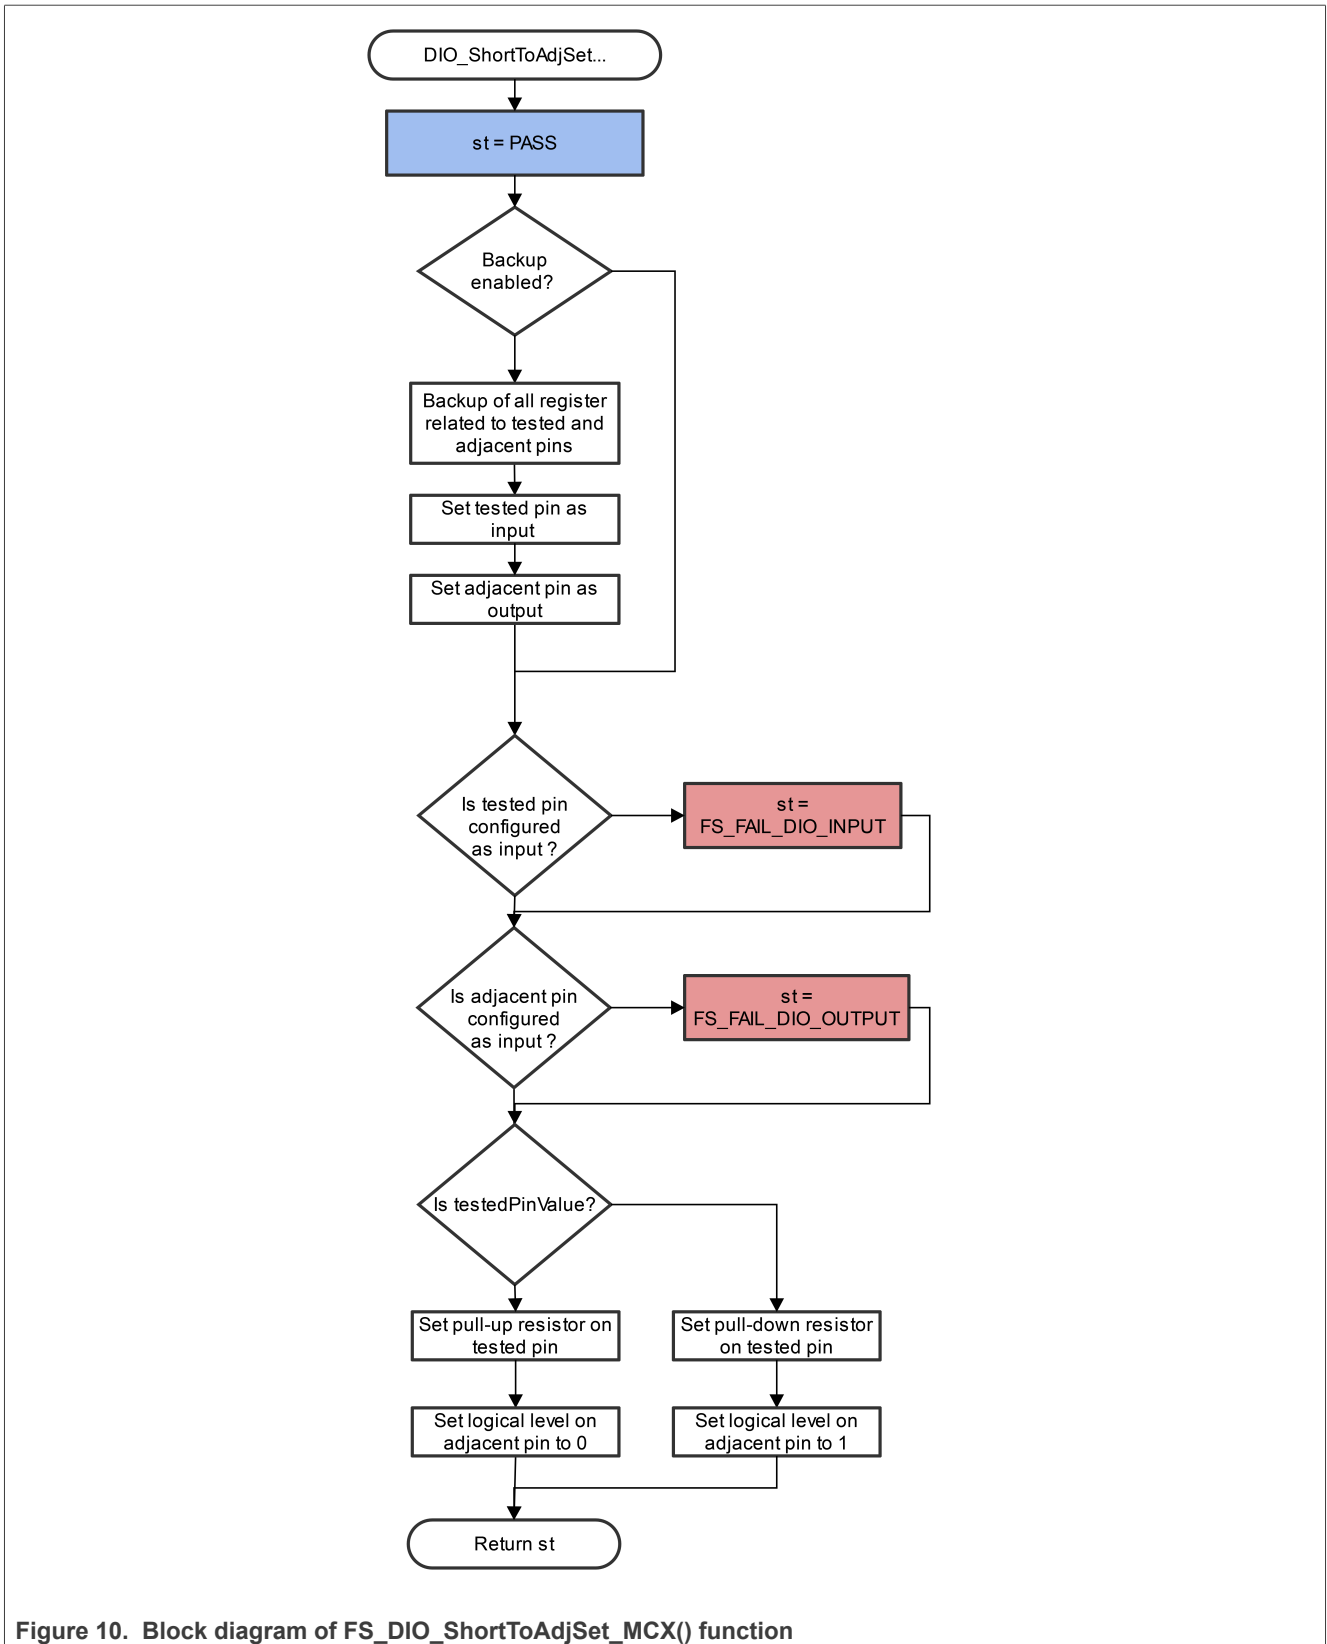 DIO_ShortToAdjSet...
st = PASS
Backup
enabled?
Backup of all register
related to tested and
adjacent pins
Set tested pin as
input
Set adjacent pin as
output
Is tested pin
configured
as input ?
st =
FS_FAIL_DIO_INPUT
Is adjacent pin
configured
as input ?
st =
FS_FAIL_DIO_OUTPUT
Is testedPinValue?
Set pull-up resistor on
tested pin
Set pull-down resistor
on tested pin
Set logical level on
adjacent pin to 0
Set logical level on
adjacent pin to 1
Return st
Figure 10. Block diagram of FS_DIO_ShortToAdjSet_MCX() function